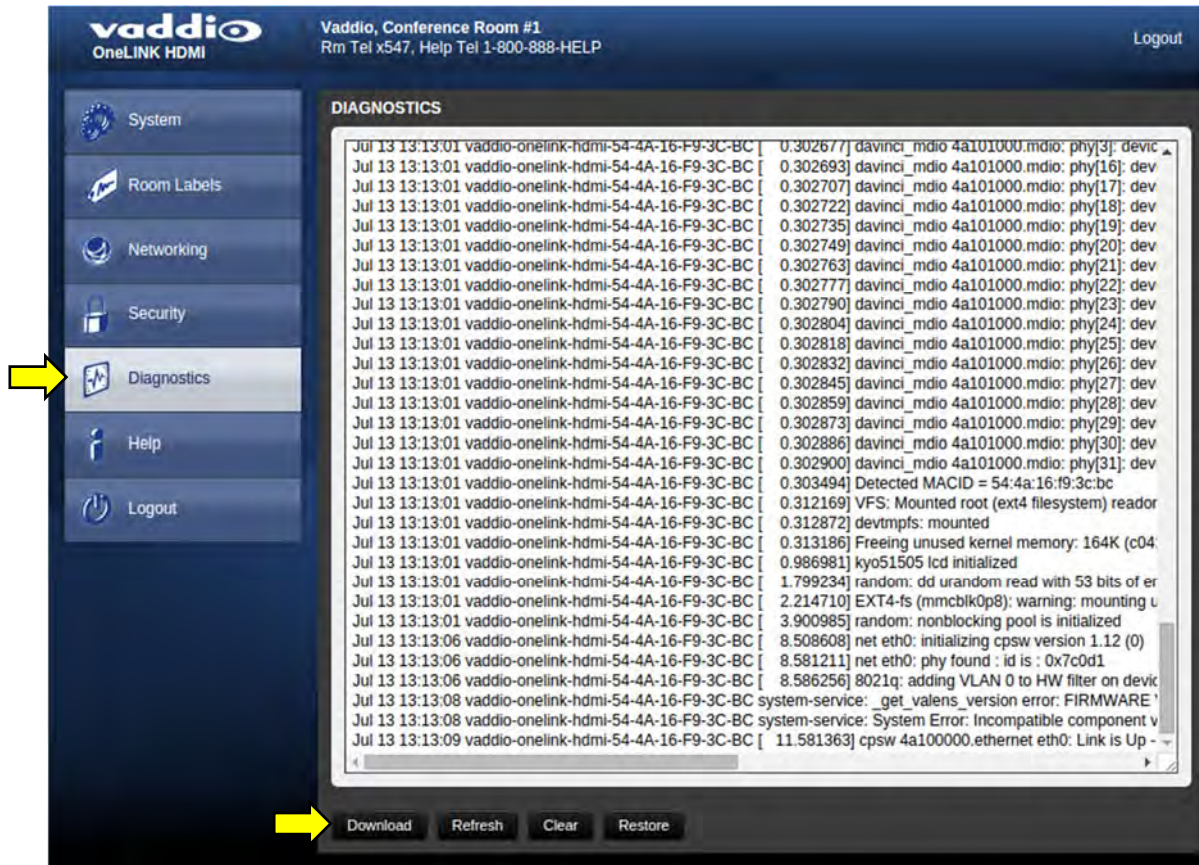 vaddio
OneLINK HDMI
Vaddio, Conference Room #1
Rm Tel x547, Help Tel 1-800-888-HELP
Logout
System
Room Labels
Networking
Security
Diagnostics
Help
Logout
DIAGNOSTICS
Jul 13 13:13:01 vaddio-onelink-hdmi-54-4A-16-F9-3C-BC [ 0.302677] davinci_mdio 4a101000.mdio: phy[3]: devic
Jul 13 13:13:01 vaddio-onelink-hdmi-54-4A-16-F9-3C-BC [ 0.302693] davinci_mdio 4a101000.mdio: phy[16]: dev
Jul 13 13:13:01 vaddio-onelink-hdmi-54-4A-16-F9-3C-BC [ 0.302707] davinci_mdio 4a101000.mdio: phy[17]: dev
Jul 13 13:13:01 vaddio-onelink-hdmi-54-4A-16-F9-3C-BC [ 0.302722] davinci_mdio 4a101000.mdio: phy[18]: dev
Jul 13 13:13:01 vaddio-onelink-hdmi-54-4A-16-F9-3C-BC [ 0.302735] davinci_mdio 4a101000.mdio: phy[19]: dev
Jul 13 13:13:01 vaddio-onelink-hdmi-54-4A-16-F9-3C-BC [ 0.302749] davinci_mdio 4a101000.mdio: phy[20]: dev
Jul 13 13:13:01 vaddio-onelink-hdmi-54-4A-16-F9-3C-BC [ 0.302763] davinci_mdio 4a101000.mdio: phy[21]: dev
Jul 13 13:13:01 vaddio-onelink-hdmi-54-4A-16-F9-3C-BC [ 0.302777] davinci_mdio 4a101000.mdio: phy[22]: dev
Jul 13 13:13:01 vaddio-onelink-hdmi-54-4A-16-F9-3C-BC [ 0.302790] davinci_mdio 4a101000.mdio: phy[23]: dev
Jul 13 13:13:01 vaddio-onelink-hdmi-54-4A-16-F9-3C-BC [ 0.302804] davinci_mdio 4a101000.mdio: phy[24]: dev
Jul 13 13:13:01 vaddio-onelink-hdmi-54-4A-16-F9-3C-BC [ 0.302818] davinci_mdio 4a101000.mdio: phy[25]: dev
Jul 13 13:13:01 vaddio-onelink-hdmi-54-4A-16-F9-3C-BC [ 0.302832] davinci_mdio 4a101000.mdio: phy[26]: dev
Jul 13 13:13:01 vaddio-onelink-hdmi-54-4A-16-F9-3C-BC [ 0.302845] davinci_mdio 4a101000.mdio: phy[27]: dev
Jul 13 13:13:01 vaddio-onelink-hdmi-54-4A-16-F9-3C-BC [ 0.302859] davinci_mdio 4a101000.mdio: phy[28]: dev
Jul 13 13:13:01 vaddio-onelink-hdmi-54-4A-16-F9-3C-BC [ 0.302873] davinci_mdio 4a101000.mdio: phy[29]: dev
Jul 13 13:13:01 vaddio-onelink-hdmi-54-4A-16-F9-3C-BC [ 0.302886] davinci_mdio 4a101000.mdio: phy[30]: dev
Jul 13 13:13:01 vaddio-onelink-hdmi-54-4A-16-F9-3C-BC [ 0.302900] davinci_mdio 4a101000.mdio: phy[31]: dev
Jul 13 13:13:01 vaddio-onelink-hdmi-54-4A-16-F9-3C-BC [ 0.303494] Detected MACID = 54:4a:16:f9:3c:bc
Jul 13 13:13:01 vaddio-onelink-hdmi-54-4A-16-F9-3C-BC [ 0.312169] VFS: Mounted root (ext4 filesystem) reador
Jul 13 13:13:01 vaddio-onelink-hdmi-54-4A-16-F9-3C-BC [ 0.312872] devtmpfs: mounted
Jul 13 13:13:01 vaddio-onelink-hdmi-54-4A-16-F9-3C-BC [ 0.313186] Freeing unused kernel memory: 164K (c04
Jul 13 13:13:01 vaddio-onelink-hdmi-54-4A-16-F9-3C-BC [ 0.986981] kyo51505 lcd initialized
Jul 13 13:13:01 vaddio-onelink-hdmi-54-4A-16-F9-3C-BC [ 1.799234] random: dd urandom read with 53 bits of er
Jul 13 13:13:01 vaddio-onelink-hdmi-54-4A-16-F9-3C-BC [ 2.214710] EXT4-fs (mmcblk0p8): warning: mounting u
Jul 13 13:13:01 vaddio-onelink-hdmi-54-4A-16-F9-3C-BC [ 3.900985] random: nonblocking pool is initialized
Jul 13 13:13:06 vaddio-onelink-hdmi-54-4A-16-F9-3C-BC [ 8.508608] net eth0: initializing cpsw version 1.12 (0)
Jul 13 13:13:06 vaddio-onelink-hdmi-54-4A-16-F9-3C-BC [ 8.581211] net eth0: phy found : id is : 0x7c0d1
Jul 13 13:13:06 vaddio-onelink-hdmi-54-4A-16-F9-3C-BC [ 8.586256] 8021q: adding VLAN 0 to HW filter on devic
Jul 13 13:13:08 vaddio-onelink-hdmi-54-4A-16-F9-3C-BC system-service: _get_valens_version error: FIRMWARE
Jul 13 13:13:08 vaddio-onelink-hdmi-54-4A-16-F9-3C-BC system-service: System Error: Incompatible component v
Jul 13 13:13:09 vaddio-onelink-hdmi-54-4A-16-F9-3C-BC [ 11.581363] cpsw 4a100000.ethernet eth0: Link is Up -
Download Refresh Clear Restore